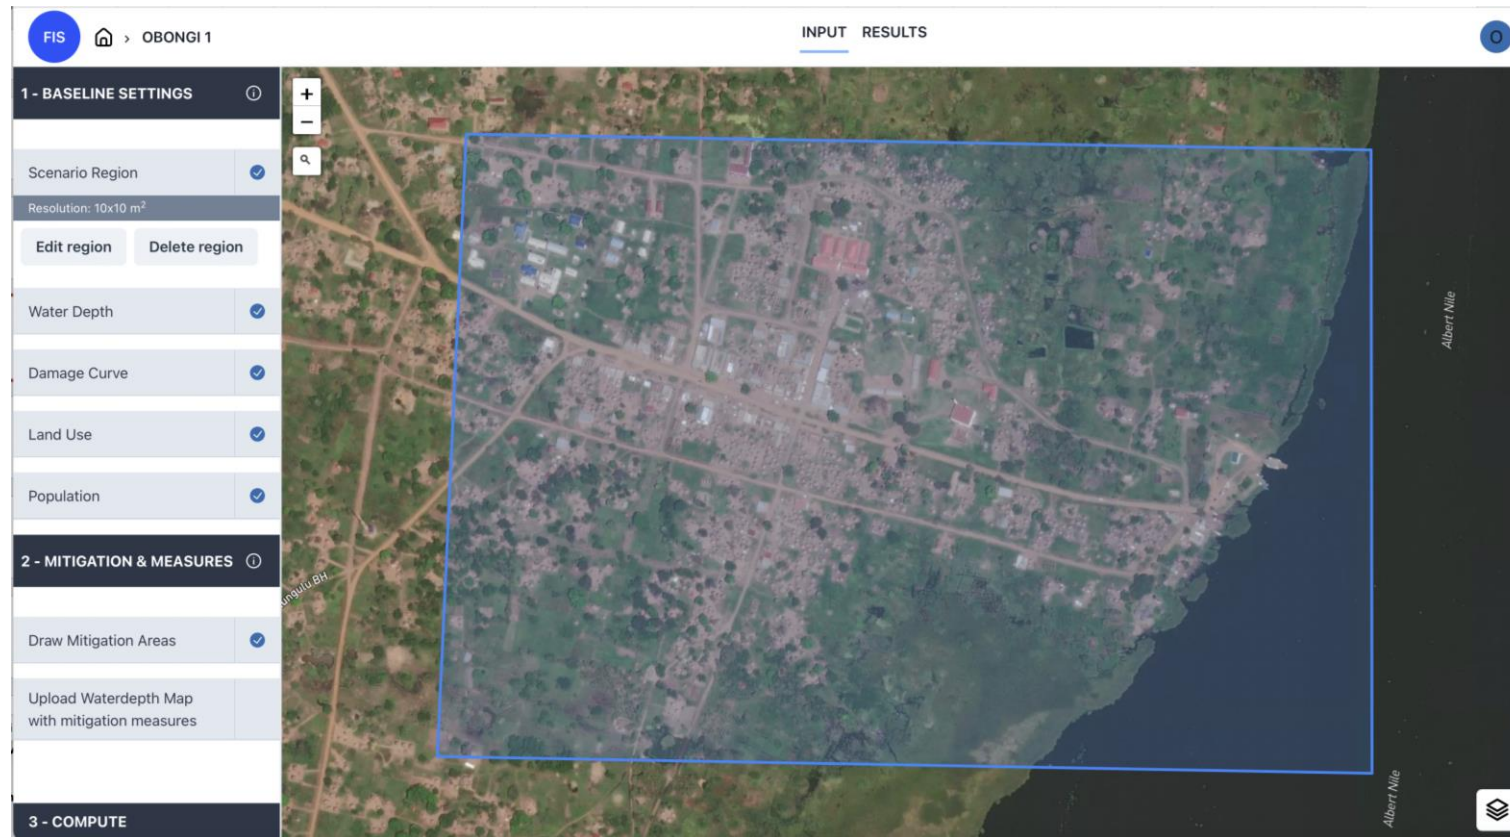 FIS
› OBONGI 1
INPUT RESULTS
O
1 - BASELINE SETTINGS
Scenario Region
Resolution: 10x10 m²
Edit region Delete region
Water Depth
Damage Curve
Land Use
Population
2 - MITIGATION & MEASURES
Draw Mitigation Areas
Upload Waterdepth Map
with mitigation measures
3 - COMPUTE
+
−
Albert Nile
ungulu BH
Albert Nile